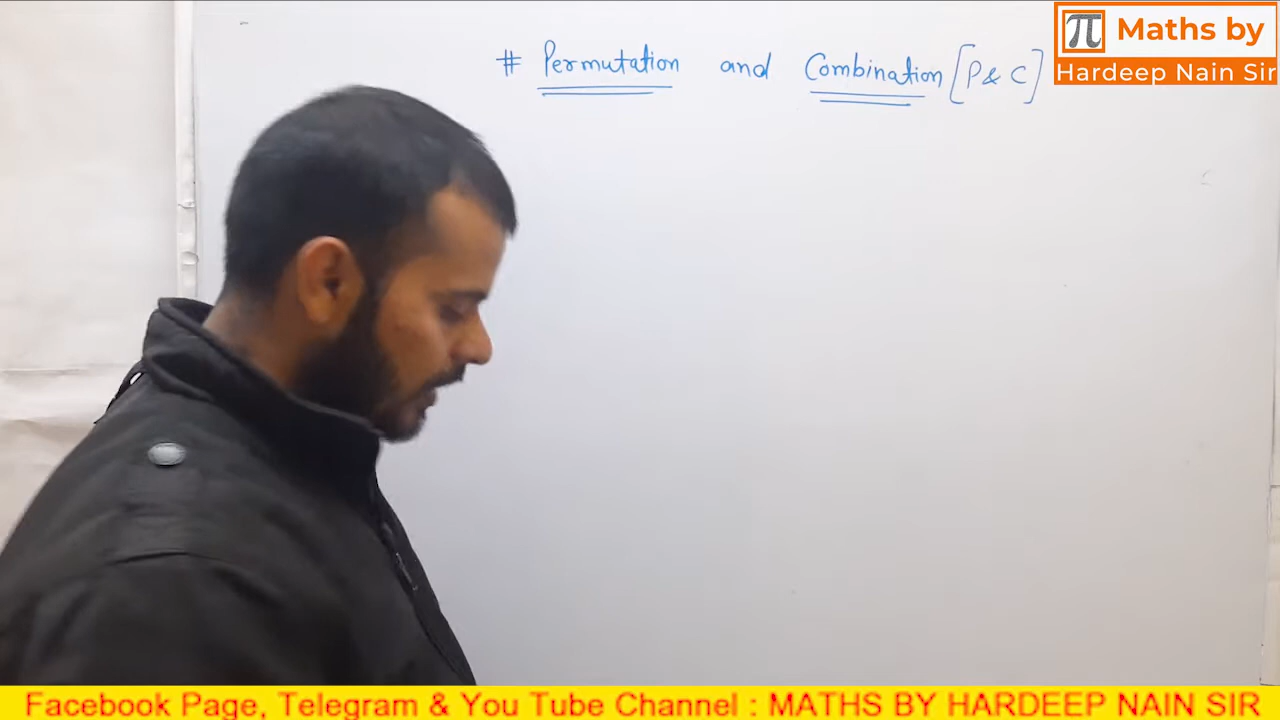 # Permutation and Combination [P & C]
π Maths by
Hardeep Nain Sir
Facebook Page, Telegram & You Tube Channel : MATHS BY HARDEEP NAIN SIR